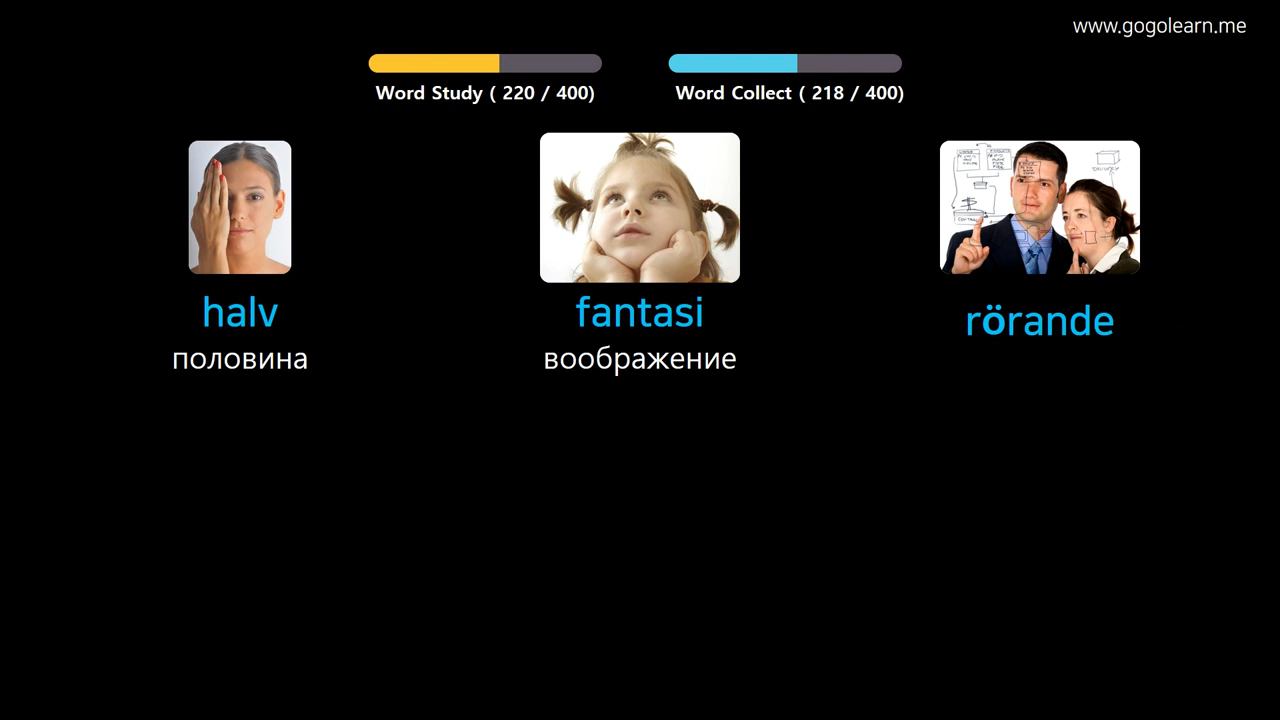 www.gogolearn.me
Word Study ( 220 / 400)
Word Collect ( 218 / 400)
halv
fantasi
rörande
половина
воображение